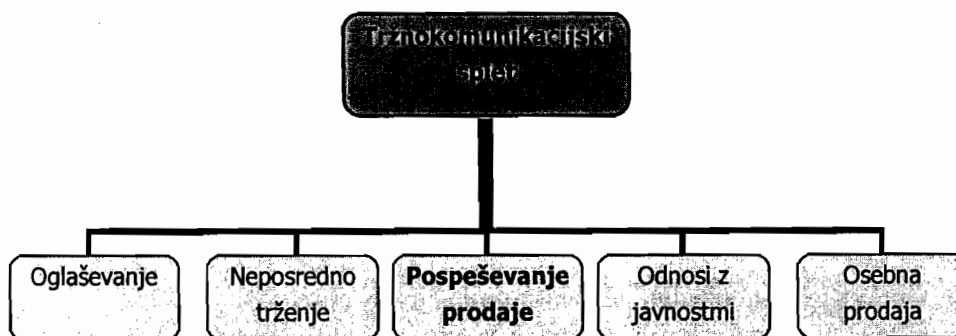 Tržnokomunikacijski
splet
Oglaševanje
Neposredno
trženje
Pospeševanje
prodaje
Odnosi z
javnostmi
Osebna
prodaja